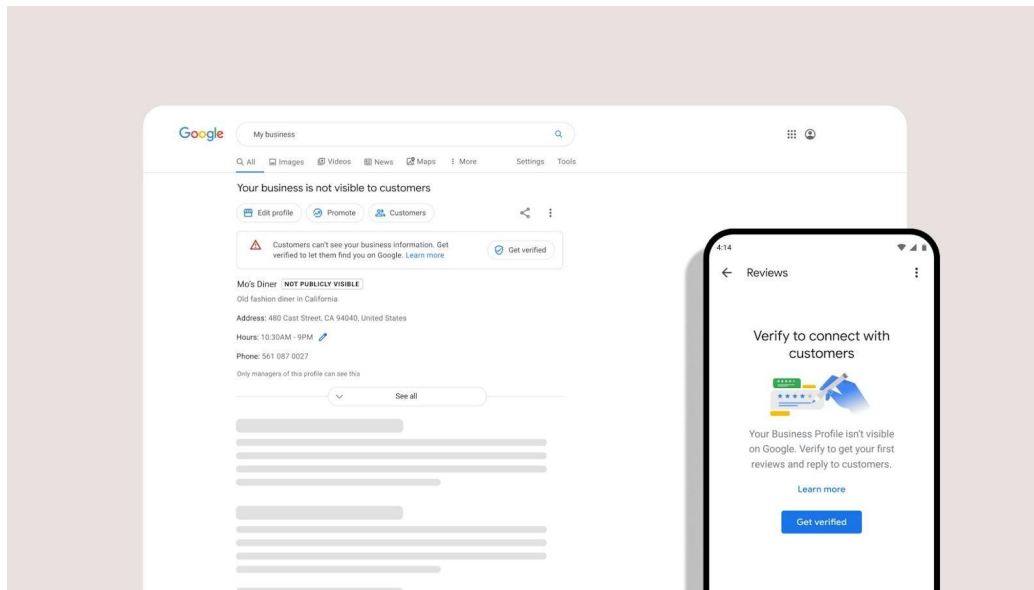 Google
My business
All Images Videos News Maps More Settings Tools
Your business is not visible to customers
Edit profile Promote Customers
Customers can't see your business information. Get
verified to let them find you on Google. Learn more
Get verified
Mo's Diner NOT PUBLICLY VISIBLE
Old fashion diner in California
Address: 480 Cast Street, CA 94040, United States
Hours: 10:30AM - 9PM
Phone: 561 087 0027
Only managers of this profile can see this
See all
4:14
Reviews
Verify to connect with
customers
Your Business Profile isn't visible
on Google. Verify to get your first
reviews and reply to customers.
Learn more
Get verified